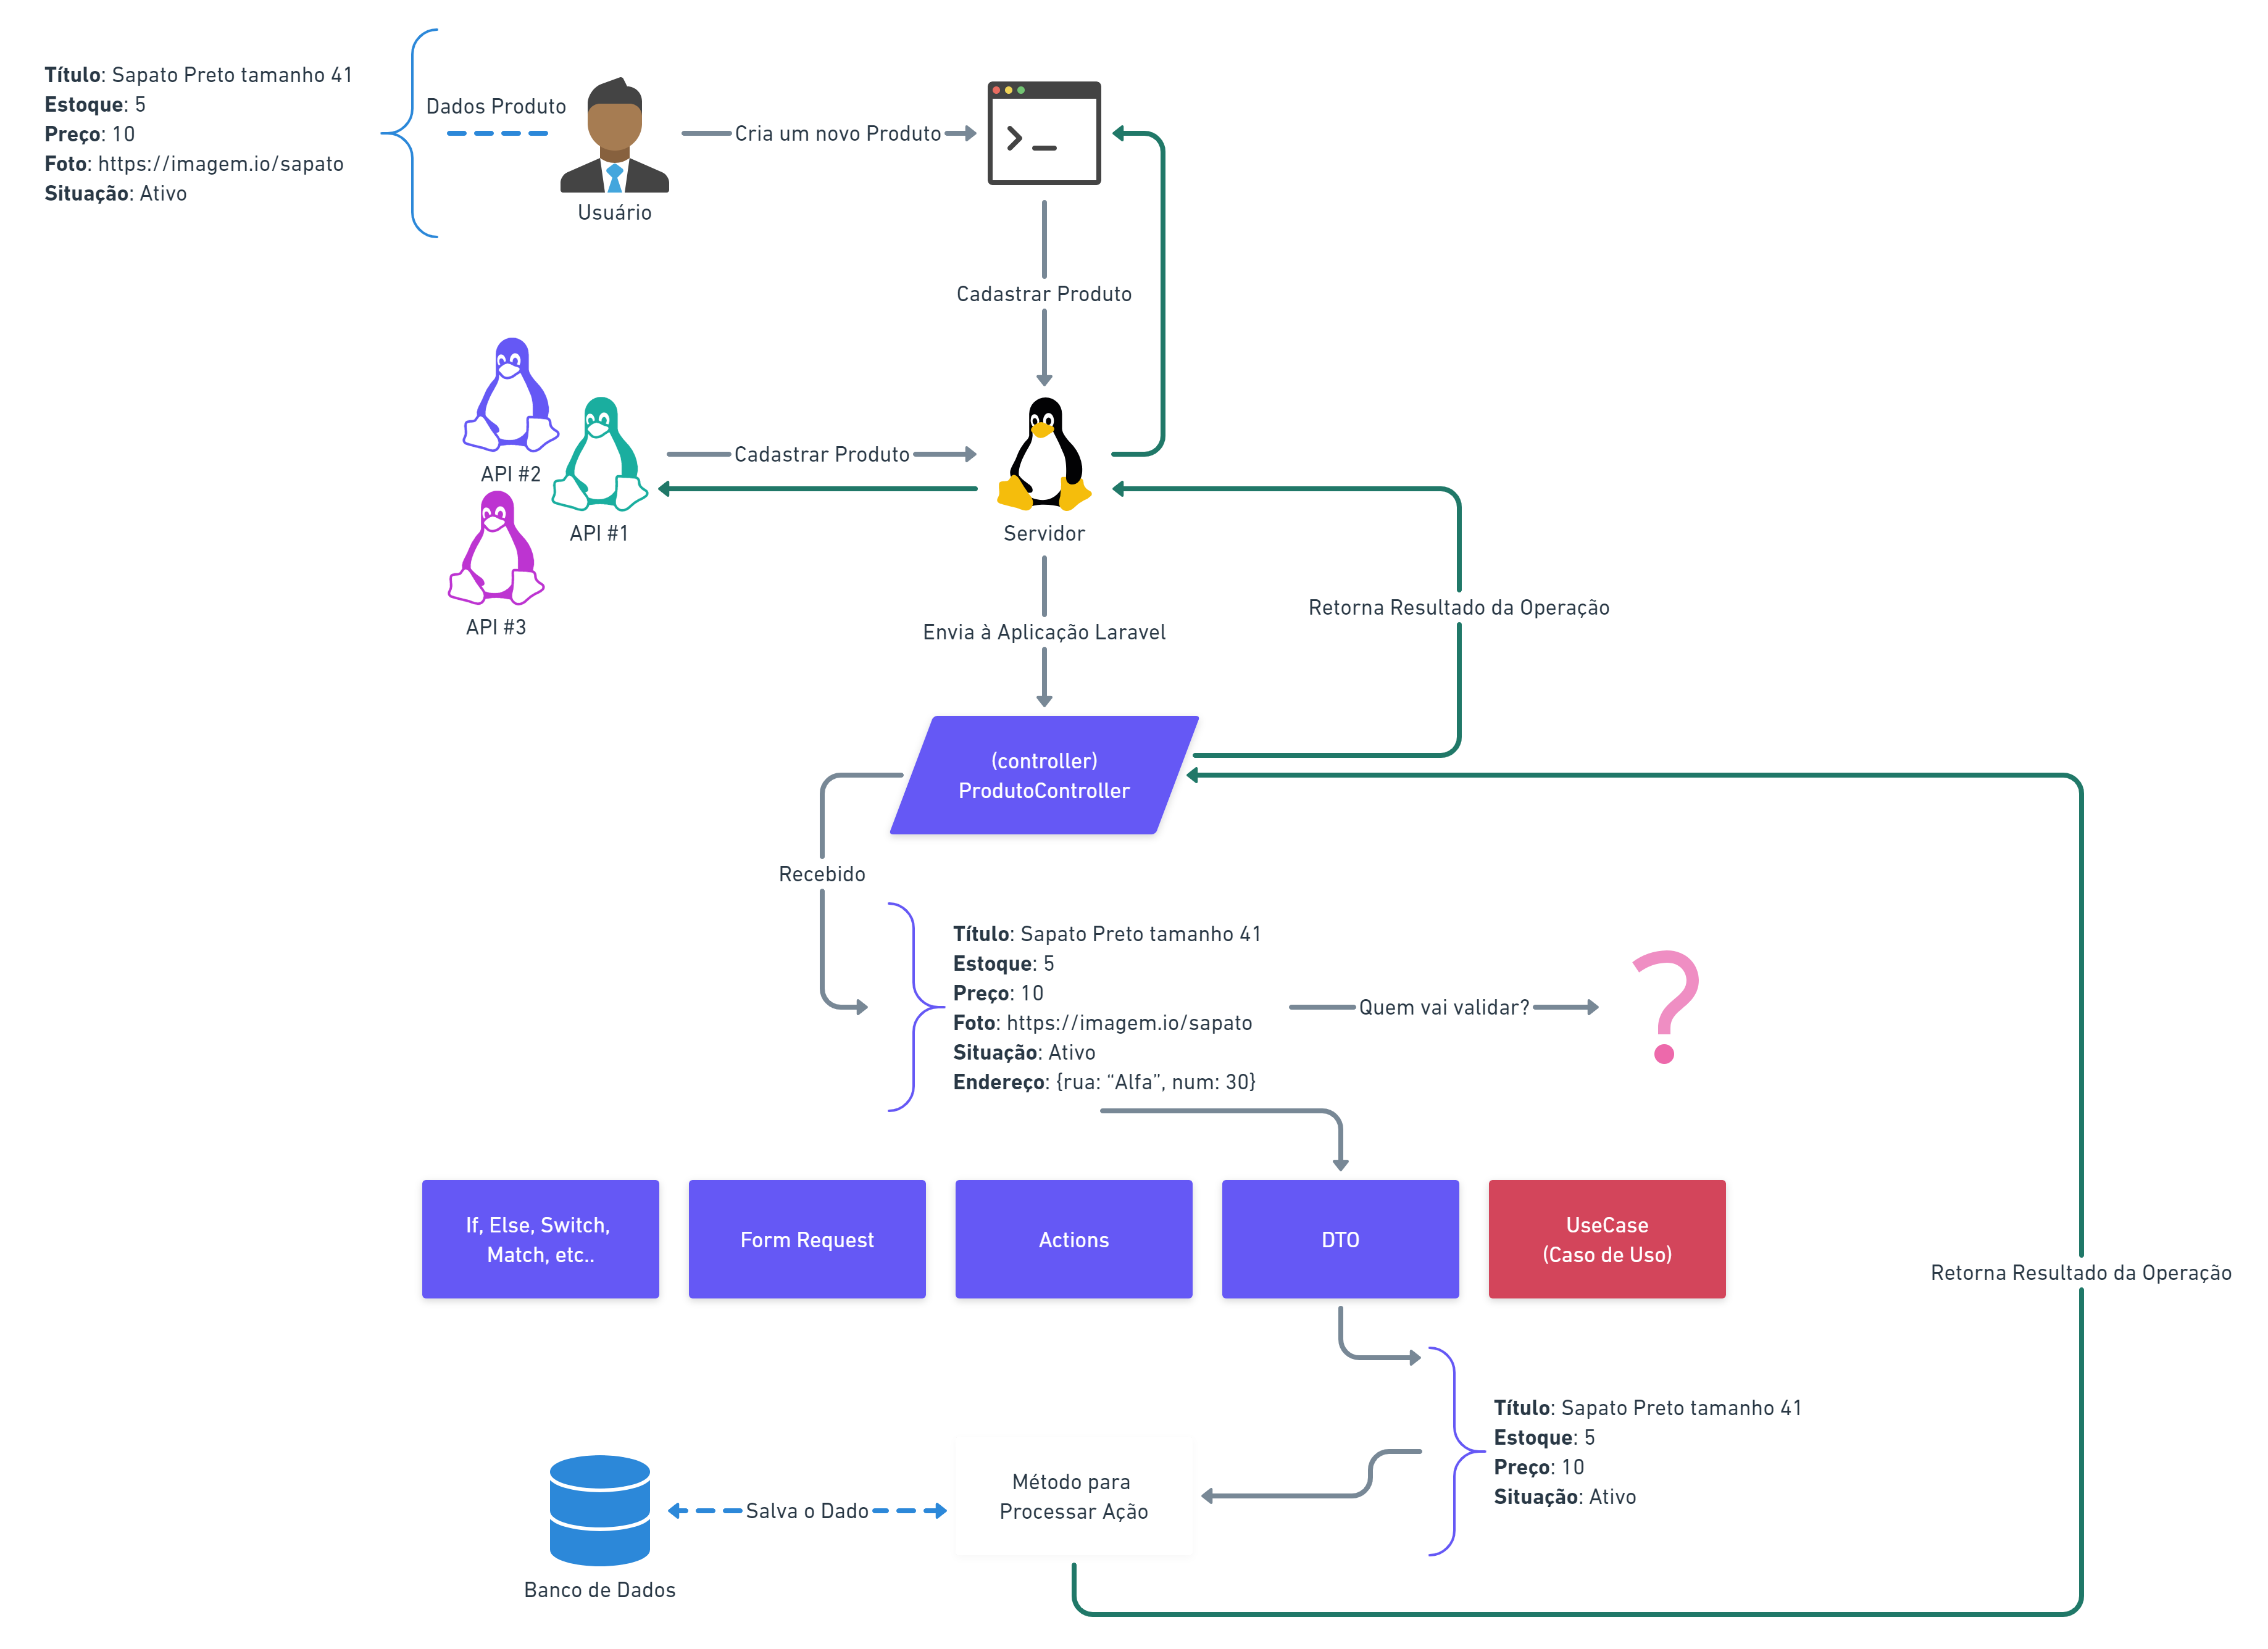 Título: Sapato Preto tamanho 41
Estoque: 5
Preço: 10
Foto: https://imagem.io/sapato
Situação: Ativo
Dados Produto
Usuário
Cria um novo Produto
Cadastrar Produto
API #2
API #1
API #3
Cadastrar Produto
Servidor
Envia à Aplicação Laravel
Retorna Resultado da Operação
(controller)
ProdutoController
Recebido
Título: Sapato Preto tamanho 41
Estoque: 5
Preço: 10
Foto: https://imagem.io/sapato
Situação: Ativo
Endereço: {rua: “Alfa”, num: 30}
Quem vai validar?
?
If, Else, Switch,
Match, etc..
Form Request
Actions
DTO
UseCase
(Caso de Uso)
Retorna Resultado da Operação
Título: Sapato Preto tamanho 41
Estoque: 5
Preço: 10
Situação: Ativo
Método para
Processar Ação
Salva o Dado
Banco de Dados